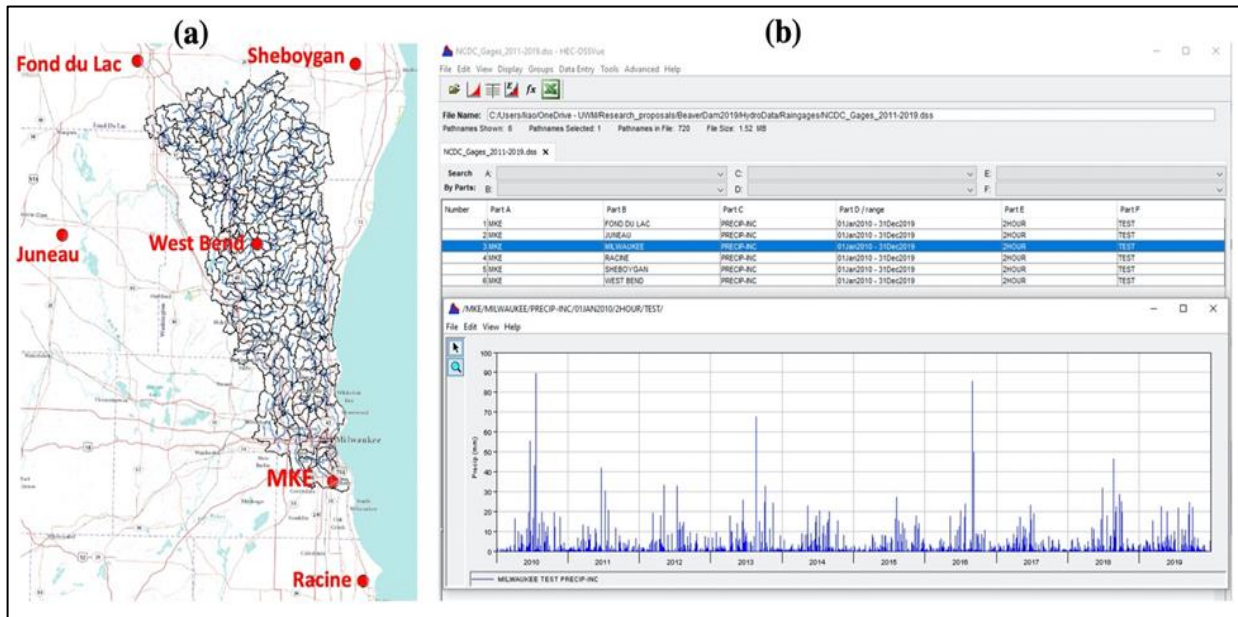 (a)
Fond du Lac
Sheboygan
West Bend
Juneau
Milwaukee
MKE
Racine
(b)
NCDC_Gages_2011-2019.dss - HEC-DSSVue
File Edit View Display Groups Data Entry Tools Advanced Help
File Name: C:/Users/liao/OneDrive - UWM/Research_proposals/BeaverDam2019/HydroData/Raingages/NCDC_Gages_2011-2019.dss
Pathnames Shown: 6 Pathnames Selected: 1 Pathnames in File: 720 File Size: 1.52 MB
NCDC_Gages_2011-2019.dss X
Search A: C: E:
By Parts: B: D: F:
Number Part A Part B Part C Part D / range Part E Part F
1 MKE FOND DU LAC PRECIP-INC 01Jan2010 - 31Dec2019 2HOUR TEST
2 MKE JUNEAU PRECIP-INC 01Jan2010 - 31Dec2019 2HOUR TEST
3 MKE MILWAUKEE PRECIP-INC 01Jan2010 - 31Dec2019 2HOUR TEST
4 MKE RACINE PRECIP-INC 01Jan2010 - 31Dec2019 2HOUR TEST
5 MKE SHEBOYGAN PRECIP-INC 01Jan2010 - 31Dec2019 2HOUR TEST
6 MKE WEST BEND PRECIP-INC 01Jan2010 - 31Dec2019 2HOUR TEST
/MKE/MILWAUKEE/PRECIP-INC/01JAN2010/2HOUR/TEST/
File Edit View Help
100
90
80
70
60
50
40
30
20
10
0
Precip (mm)
2010 2011 2012 2013 2014 2015 2016 2017 2018 2019
MILWAUKEE TEST PRECIP-INC